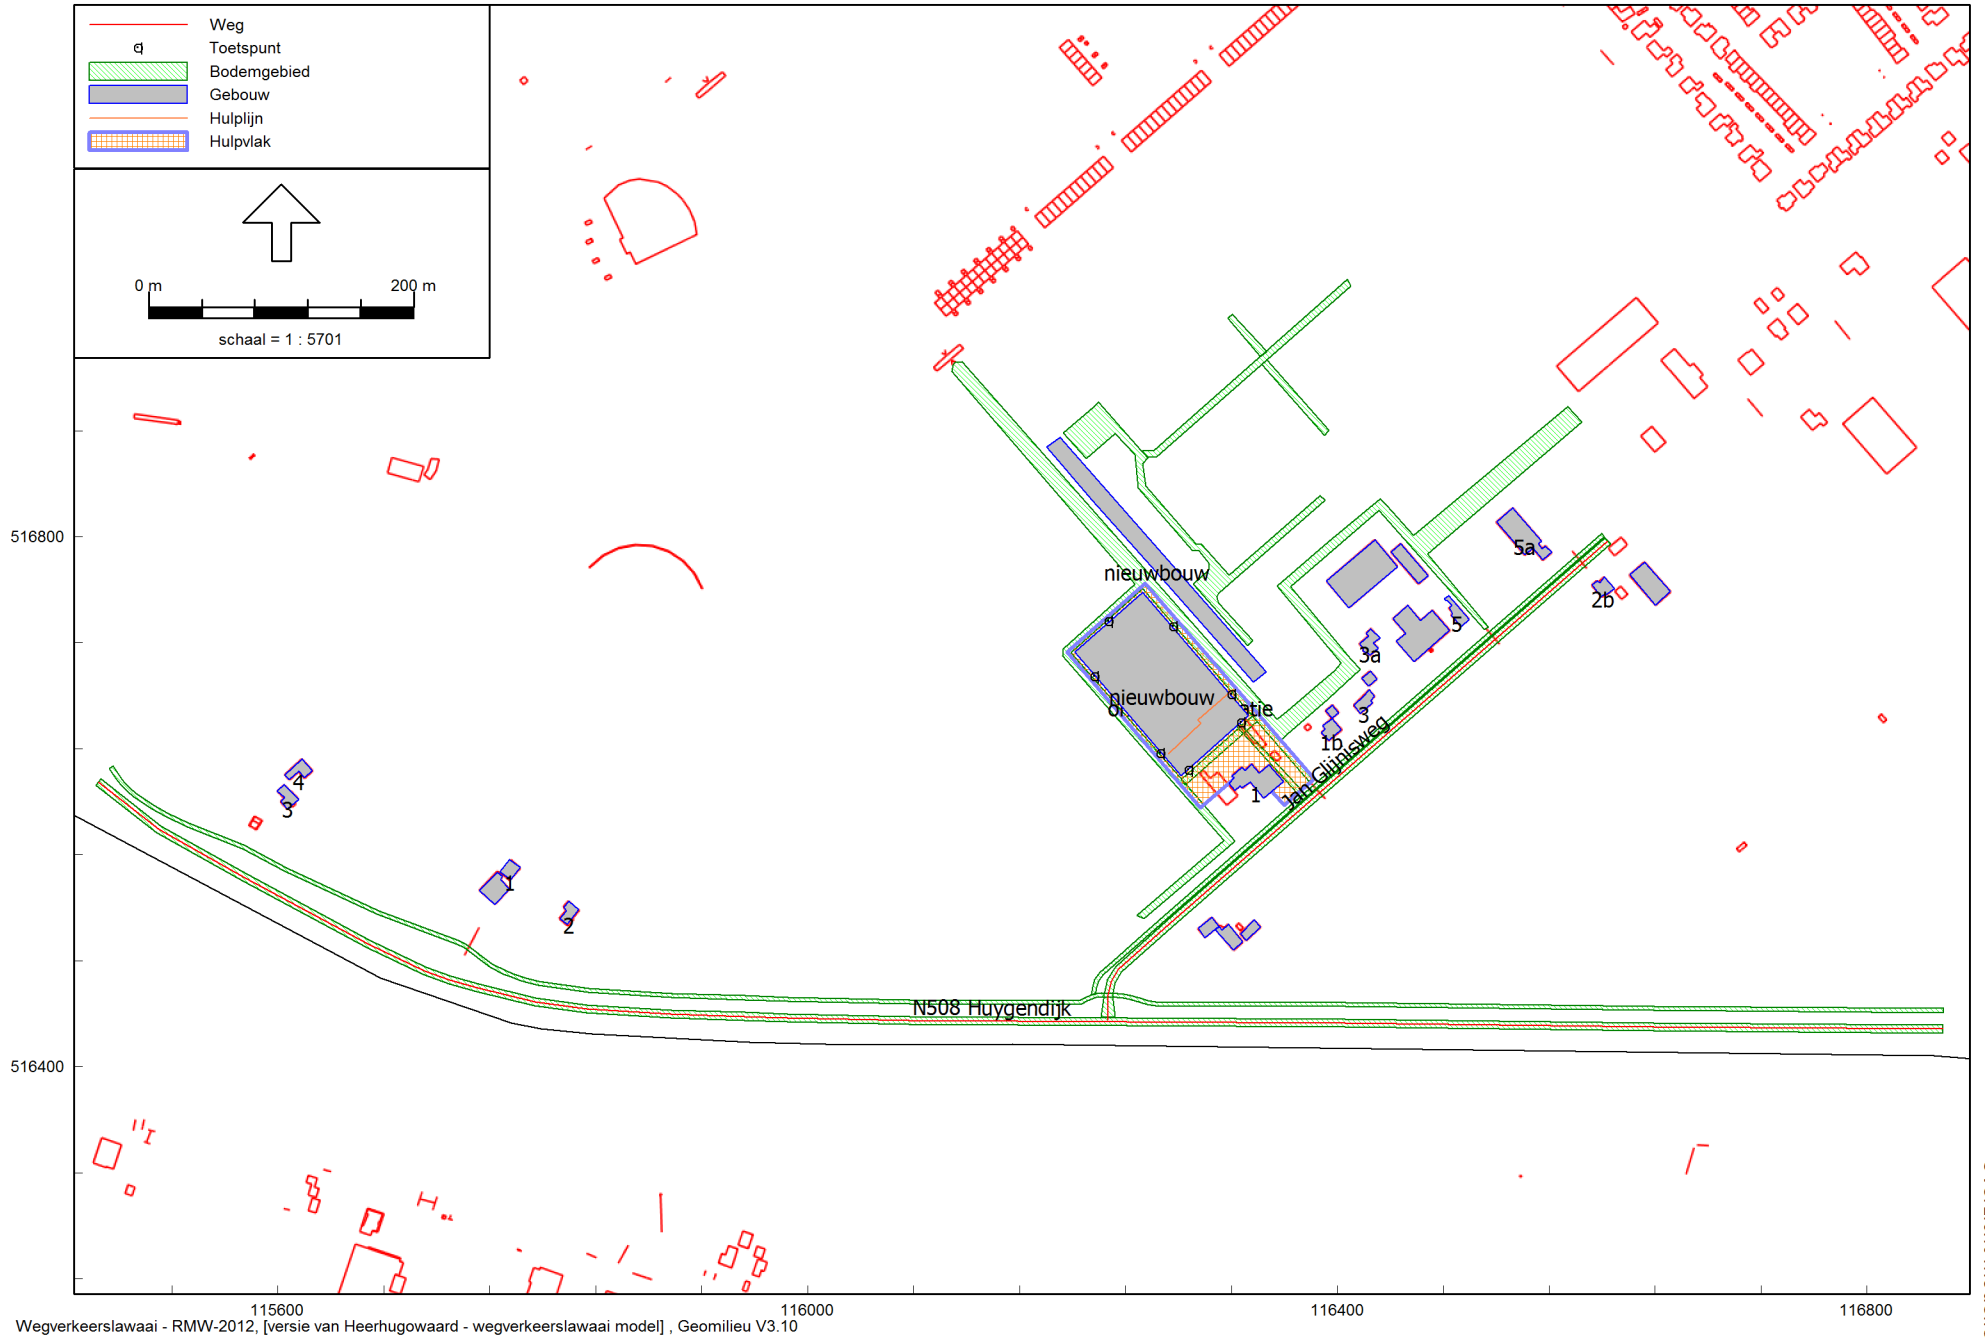 Weg
Toetspunt
Bodemgebied
Gebouw
Hulplijn
Hulpvlak
0 m 200 m
schaal = 1 : 5701
516800
516400
nieuwbouw
nieuwbouw
5a
2b
5
3a
3
1b
1
Jan Glijnisweg
4
3
1
2
N508 Huygendijk
115600 116000 116400 116800
Wegverkeerslawaai - RMW-2012, [versie van Heerhugowaard - wegverkeerslawaai model] , Geomilieu V3.10